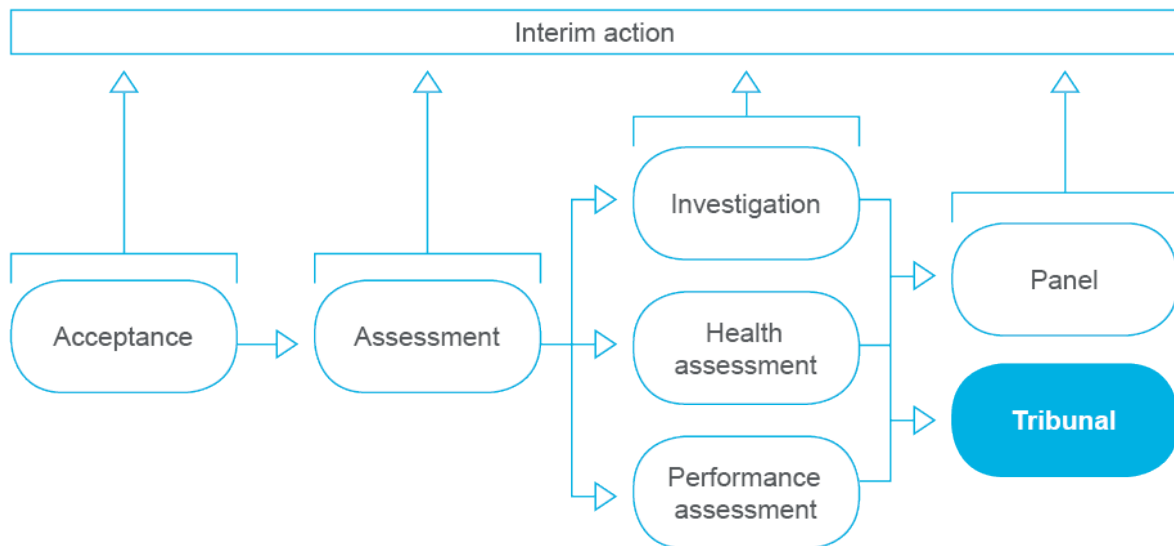 Interim action
Acceptance
Assessment
Investigation
Health
assessment
Performance
assessment
Panel
Tribunal